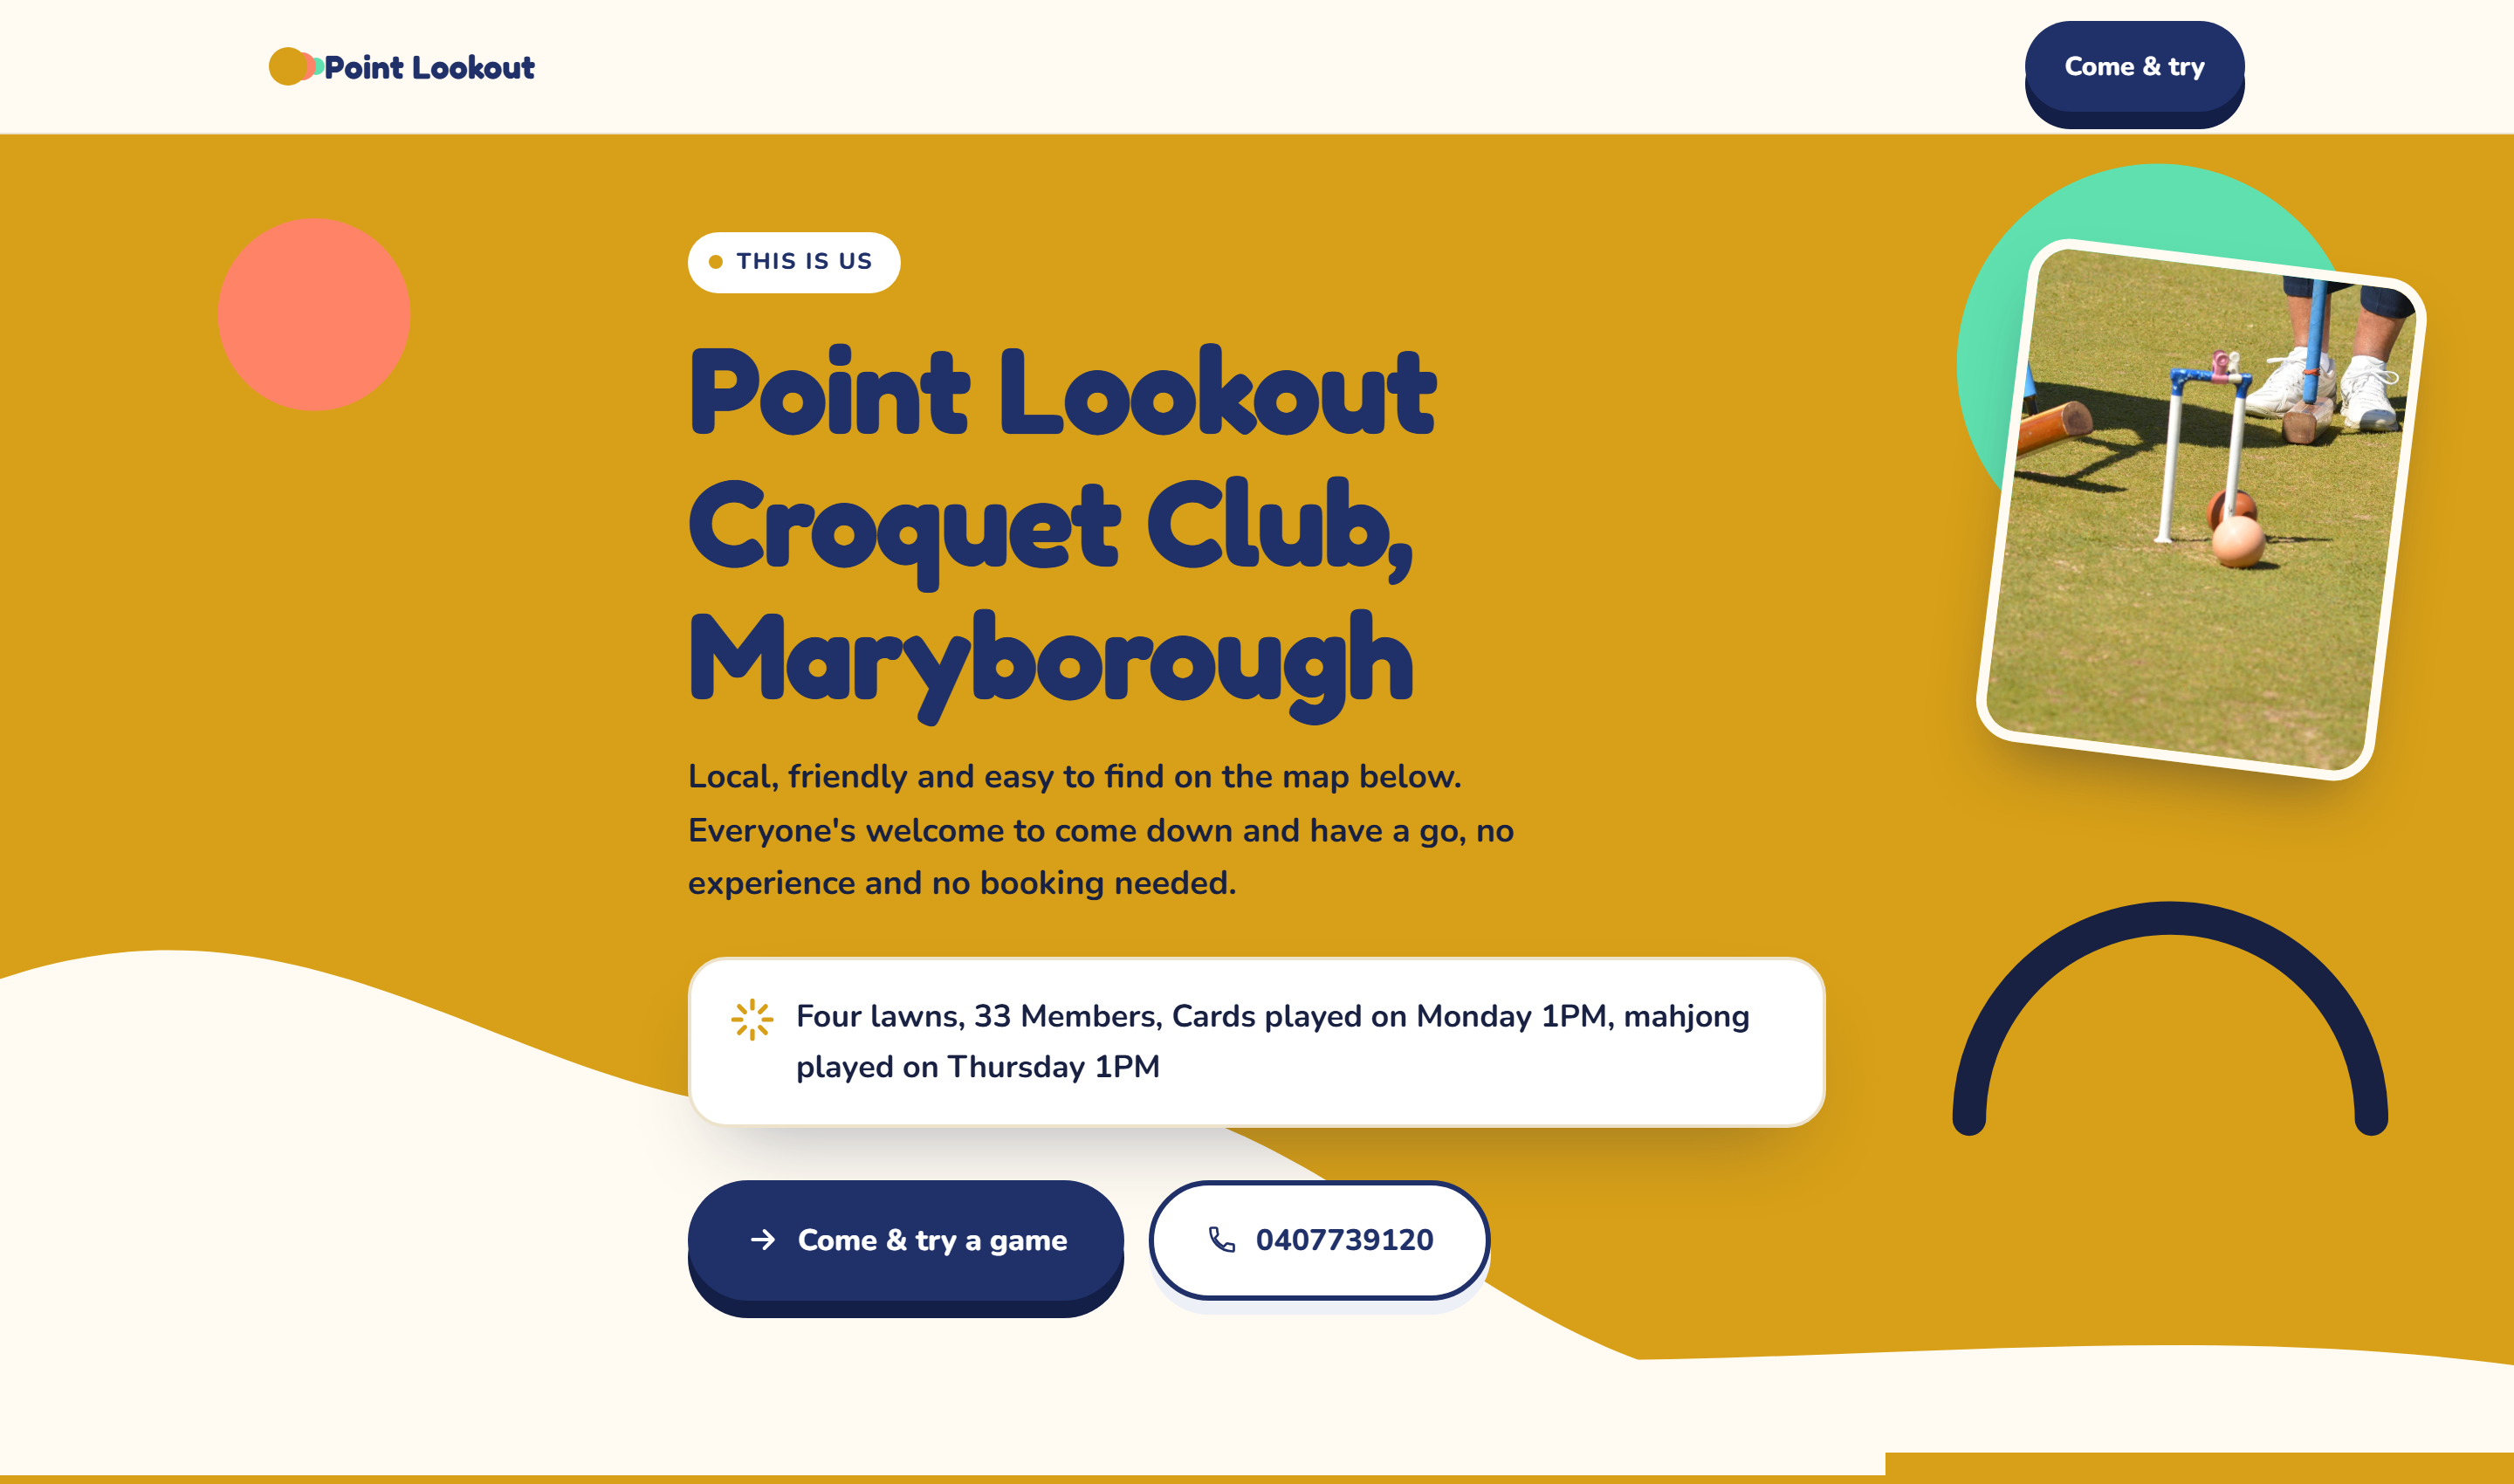 Point Lookout
Come & try
THIS IS US
Point Lookout
Croquet Club,
Maryborough
Local, friendly and easy to find on the map below.
Everyone's welcome to come down and have a go, no
experience and no booking needed.
Four lawns, 33 Members, Cards played on Monday 1PM, mahjong
played on Thursday 1PM
Come & try a game
0407739120